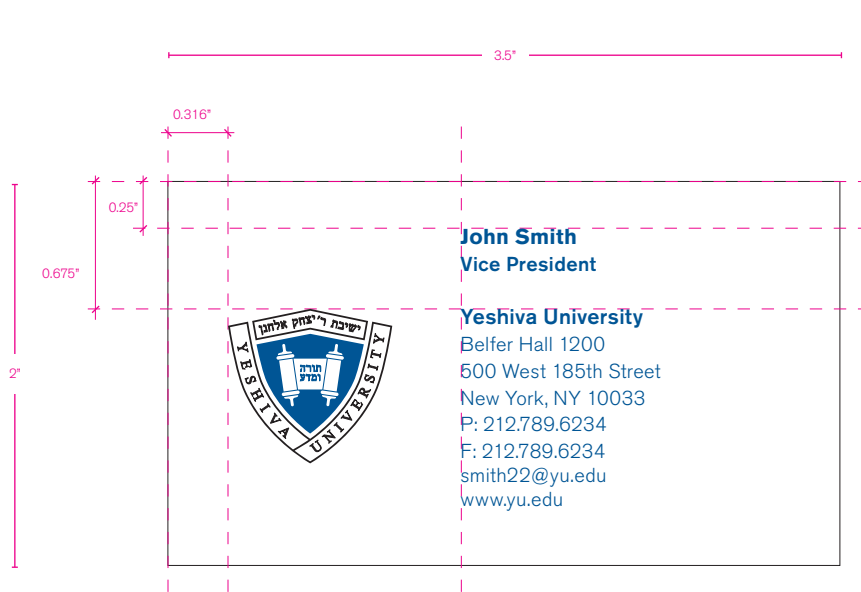 3.5"
0.316"
0.25"
0.675"
2"
John Smith
Vice President
ישיבת ר' יצחק אלחנן
YESHIVA UNIVERSITY
תורה
ומדע
Yeshiva University
Belfer Hall 1200
500 West 185th Street
New York, NY 10033
P: 212.789.6234
F: 212.789.6234
smith22@yu.edu
www.yu.edu